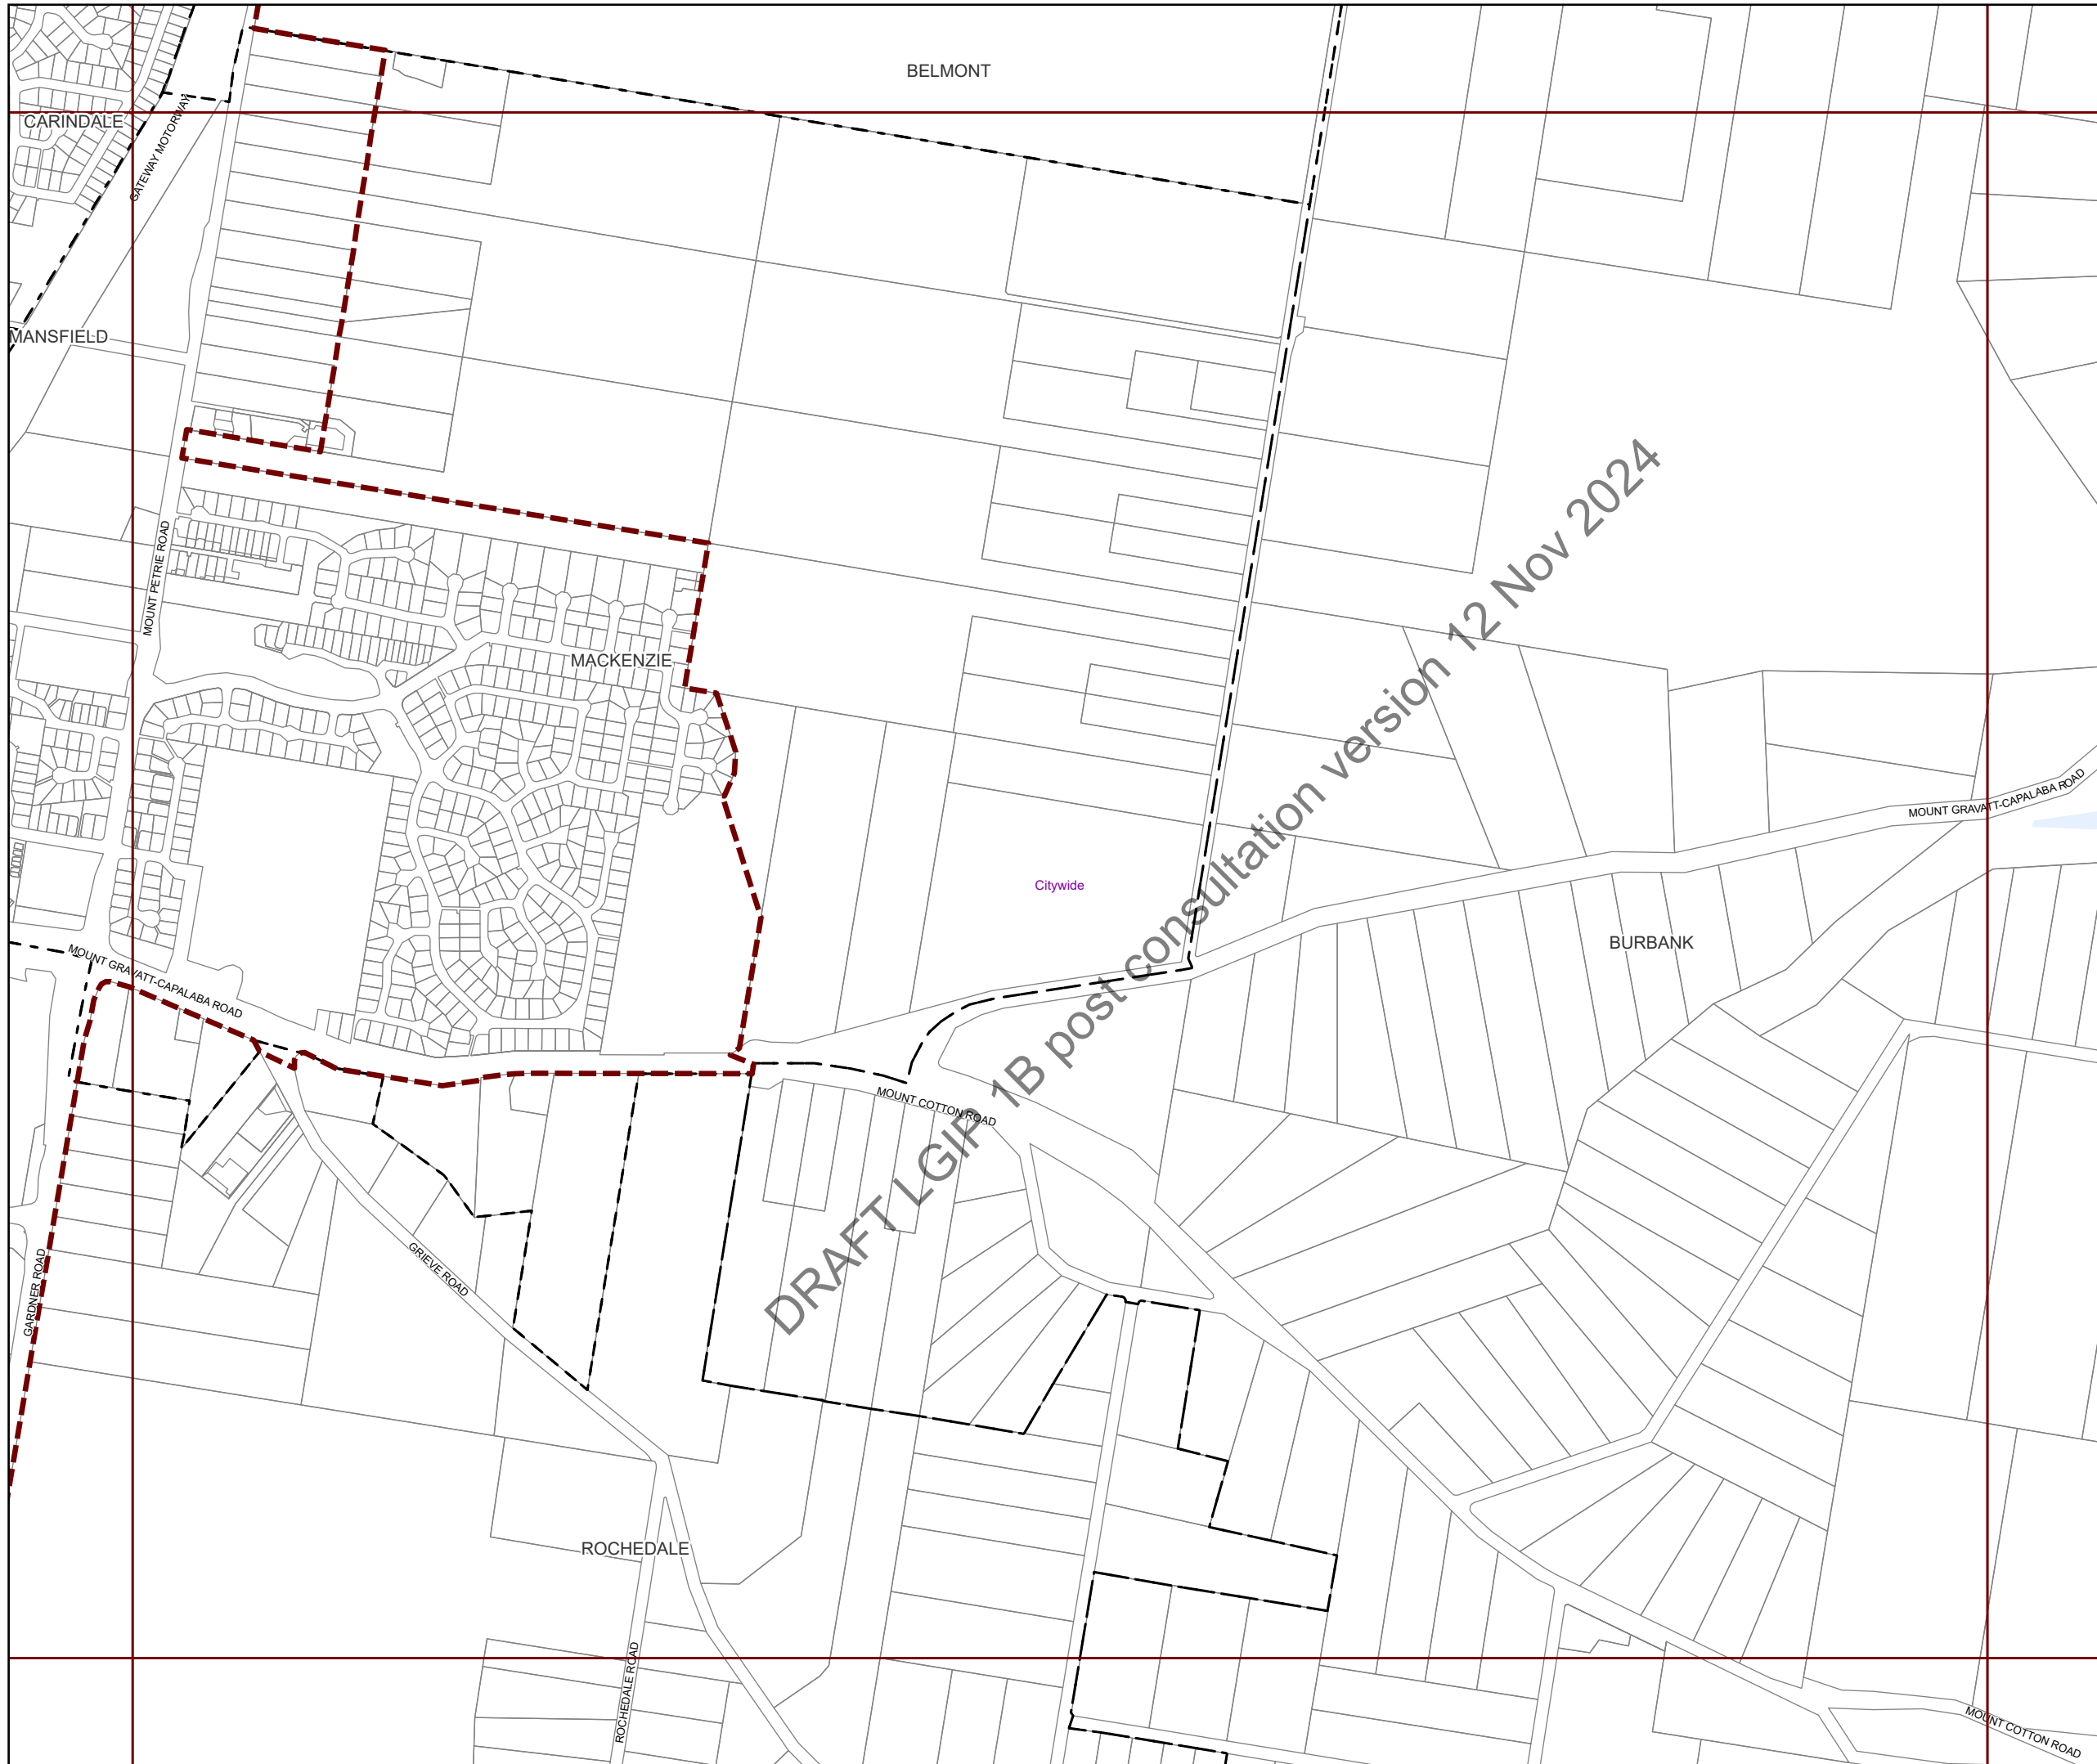 BELMONT
CARINDALE
GATEWAY MOTORWAY
MANSFIELD
DRAFT LGIP 1B post consultation version 12 Nov 2024
MOUNT PETRIE ROAD
MACKENZIE
MOUNT GRAVATT-CAPALABA ROAD
Citywide
BURBANK
MOUNT GRAVATT-CAPALABA ROAD
MOUNT COTTON ROAD
GRIEVE ROAD
GARDNER ROAD
ROCHEDALE
ROCHEDALE ROAD
MOUNT COTTON ROAD